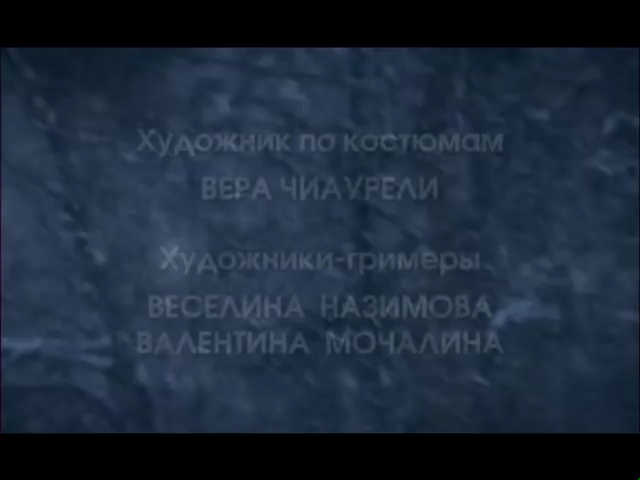 Художник по костюмам
ВЕРА ЧИАУРЕЛИ
Художники-гримеры
ВЕСЕЛИНА НАЗИМОВА
ВАЛЕНТИНА МОЧАЛИНА